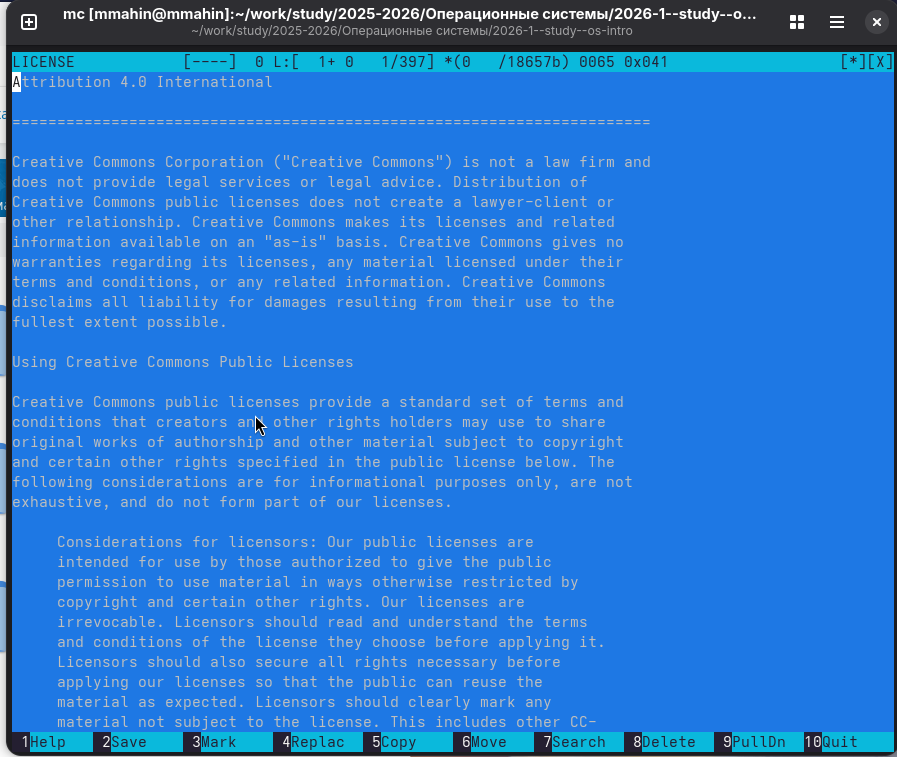 mc [mmahin@mmahin]:~/work/study/2025-2026/Операционные системы/2026-1--study--o...
~/work/study/2025-2026/Операционные системы/2026-1--study--os-intro
LICENSE            [----]  0 L:[  1+ 0   1/397] *(0   /18657b) 0065 0x041                   [*][X]
Attribution 4.0 International
=======================================================================
Creative Commons Corporation ("Creative Commons") is not a law firm and
does not provide legal services or legal advice. Distribution of
Creative Commons public licenses does not create a lawyer-client or
other relationship. Creative Commons makes its licenses and related
information available on an "as-is" basis. Creative Commons gives no
warranties regarding its licenses, any material licensed under their
terms and conditions, or any related information. Creative Commons
disclaims all liability for damages resulting from their use to the
fullest extent possible.
Using Creative Commons Public Licenses
Creative Commons public licenses provide a standard set of terms and
conditions that creators and other rights holders may use to share
original works of authorship and other material subject to copyright
and certain other rights specified in the public license below. The
following considerations are for informational purposes only, are not
exhaustive, and do not form part of our licenses.
Considerations for licensors: Our public licenses are
intended for use by those authorized to give the public
permission to use material in ways otherwise restricted by
copyright and certain other rights. Our licenses are
irrevocable. Licensors should read and understand the terms
and conditions of the license they choose before applying it.
Licensors should also secure all rights necessary before
applying our licenses so that the public can reuse the
material as expected. Licensors should clearly mark any
material not subject to the license. This includes other CC-
1Help 2Save 3Mark 4Replac 5Copy 6Move 7Search 8Delete 9PullDn 10Quit